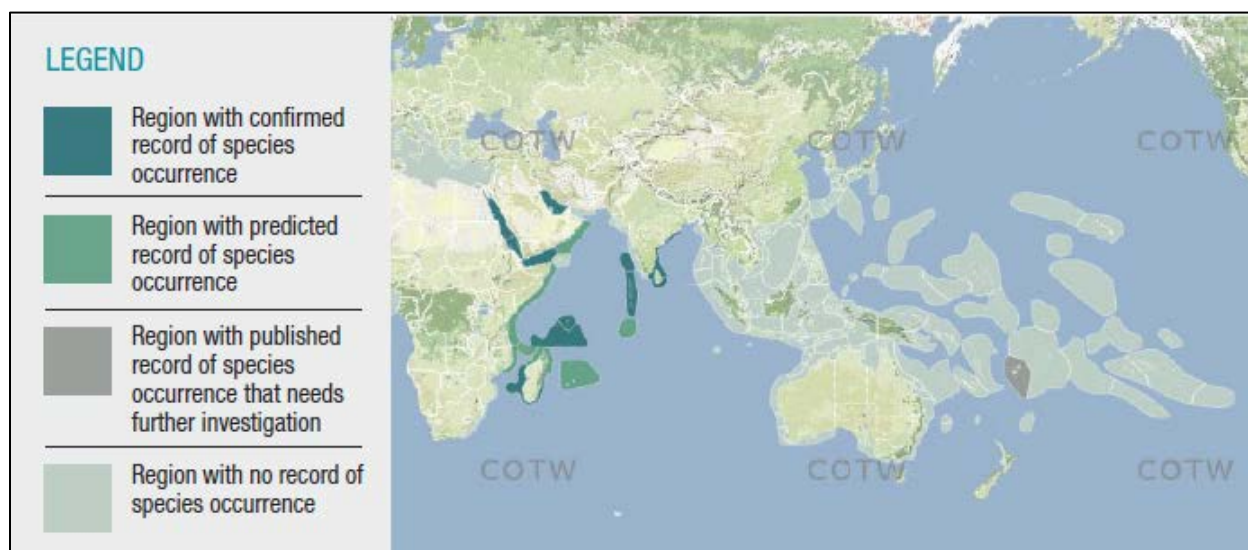 LEGEND
Region with confirmed
record of species
occurrence
Region with predicted
record of species
occurrence
Region with published
record of species
occurrence that needs
further investigation
Region with no record of
species occurrence
COTW COTW COTW
COTW COTW COTW